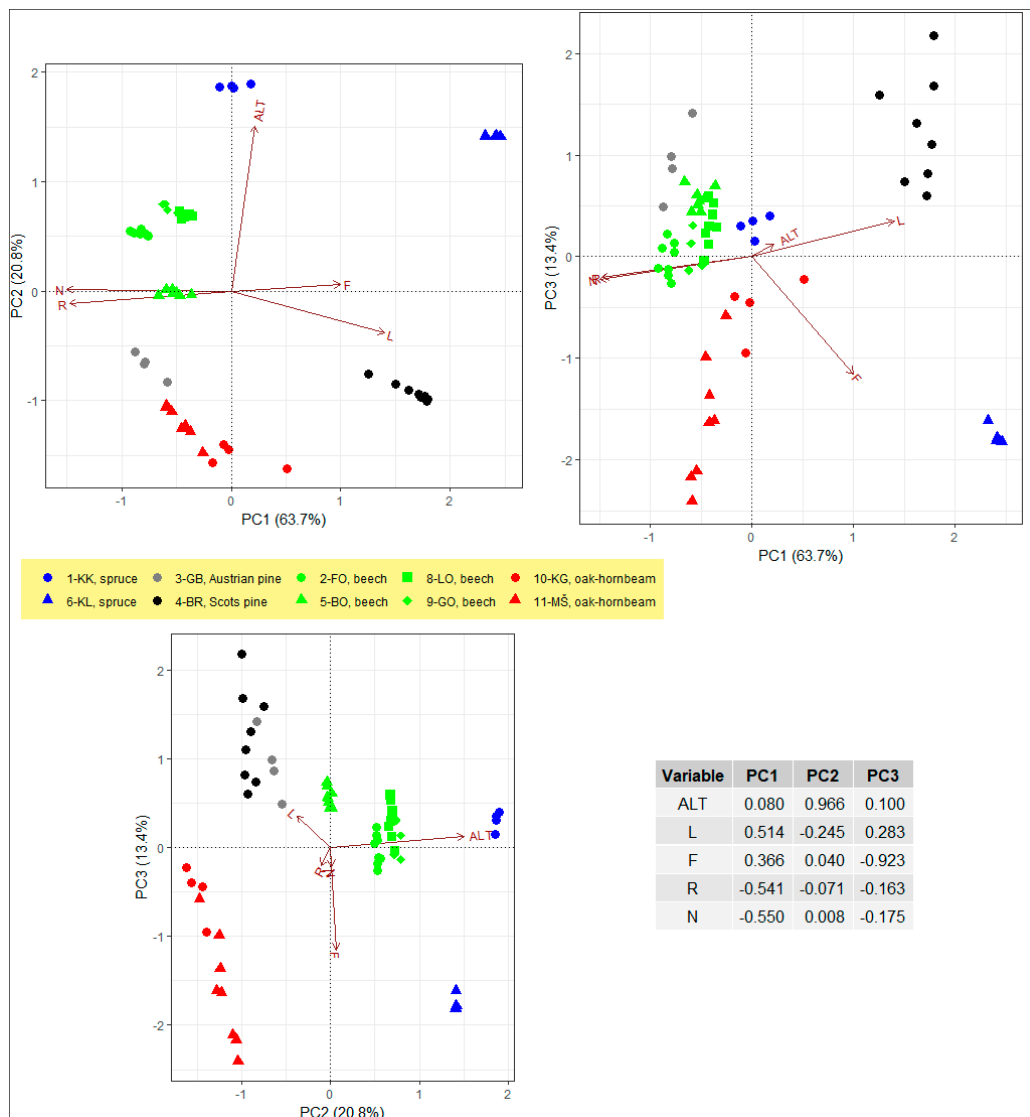 2
1
0
-1
PC2 (20.8%)
ALT
N
R
F
L
-1
0
1
2
PC1 (63.7%)
2
1
0
-1
-2
PC3 (13.4%)
L
ALT
R
N
F
-1
0
1
2
PC1 (63.7%)
1-KK, spruce
3-GB, Austrian pine
2-FO, beech
8-LO, beech
10-KG, oak-hornbeam
6-KL, spruce
4-BR, Scots pine
5-BO, beech
9-GO, beech
11-MŠ, oak-hornbeam
2
1
0
-1
-2
PC3 (13.4%)
L
ALT
R
N
F
-1
0
1
2
PC2 (20.8%)
Variable PC1 PC2 PC3
ALT 0.080 0.966 0.100
L 0.514 -0.245 0.283
F 0.366 0.040 -0.923
R -0.541 -0.071 -0.163
N -0.550 0.008 -0.175